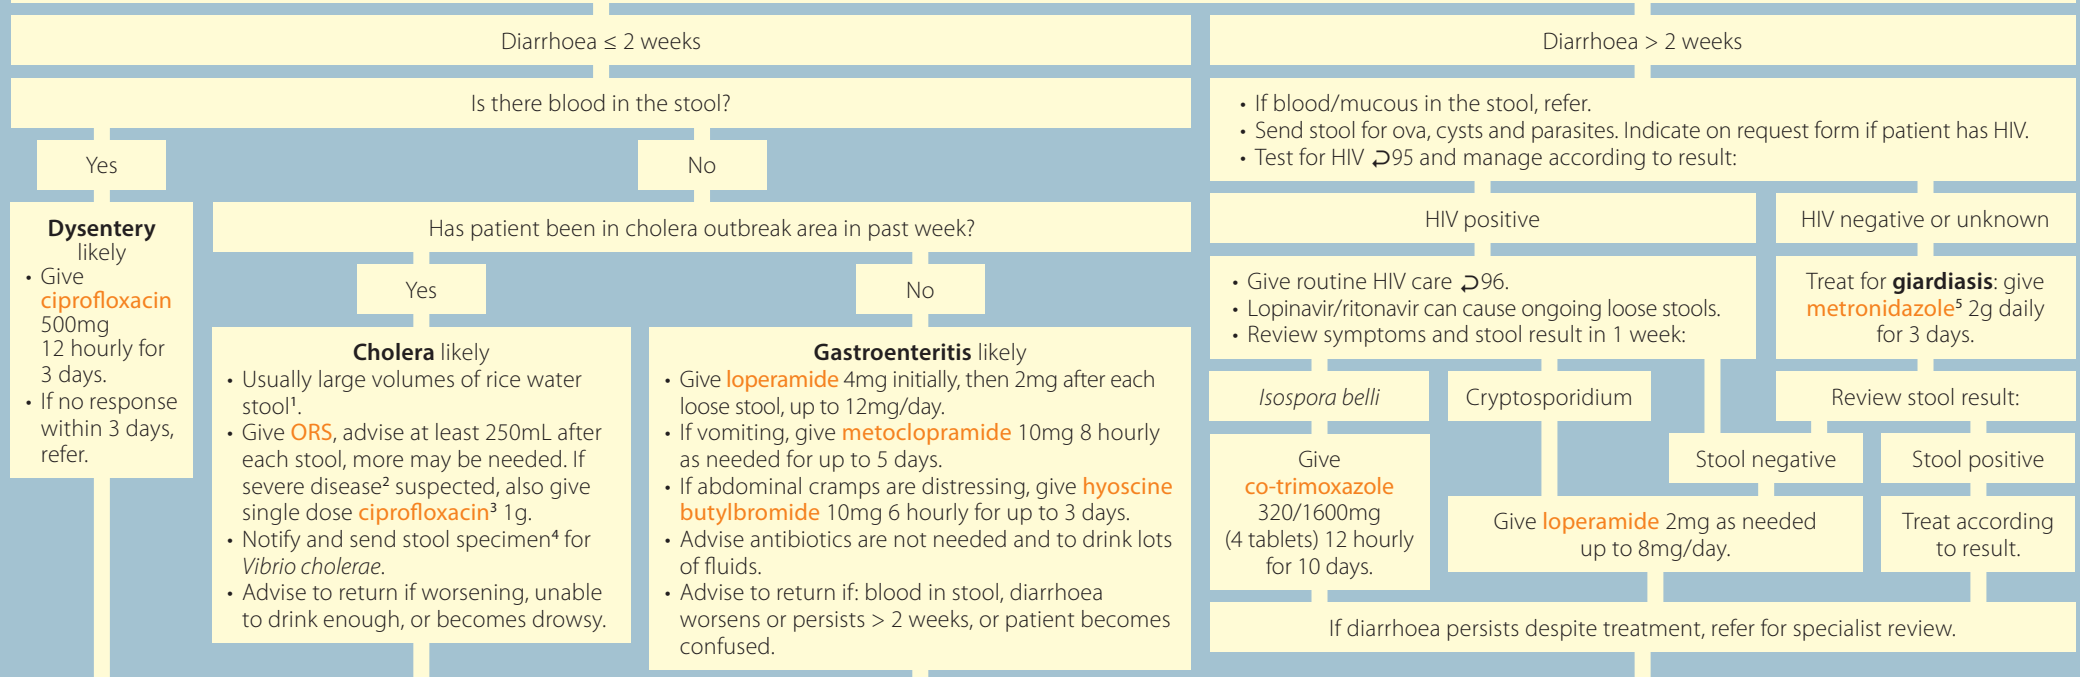 Diarrhoea ≤ 2 weeks
Is there blood in the stool?
Yes
No
Dysentery
likely
• Give
ciprofloxacin
500mg
12 hourly for
3 days.
• If no response
within 3 days,
refer.
Has patient been in cholera outbreak area in past week?
Yes
No
Cholera likely
• Usually large volumes of rice water
stool¹.
• Give ORS, advise at least 250mL after
each stool, more may be needed. If
severe disease² suspected, also give
single dose ciprofloxacin³ 1g.
• Notify and send stool specimen⁴ for
Vibrio cholerae.
• Advise to return if worsening, unable
to drink enough, or becomes drowsy.
Gastroenteritis likely
• Give loperamide 4mg initially, then 2mg after each
loose stool, up to 12mg/day.
• If vomiting, give metoclopramide 10mg 8 hourly
as needed for up to 5 days.
• If abdominal cramps are distressing, give hyoscine
butylbromide 10mg 6 hourly for up to 3 days.
• Advise antibiotics are not needed and to drink lots
of fluids.
• Advise to return if: blood in stool, diarrhoea
worsens or persists > 2 weeks, or patient becomes
confused.
Diarrhoea > 2 weeks
• If blood/mucous in the stool, refer.
• Send stool for ova, cysts and parasites. Indicate on request form if patient has HIV.
• Test for HIV ⮌95 and manage according to result:
HIV positive
• Give routine HIV care ⮌96.
• Lopinavir/ritonavir can cause ongoing loose stools.
• Review symptoms and stool result in 1 week:
Isospora belli
Give
co-trimoxazole
320/1600mg
(4 tablets) 12 hourly
for 10 days.
Cryptosporidium
HIV negative or unknown
Treat for giardiasis: give
metronidazole⁵ 2g daily
for 3 days.
Review stool result:
Stool negative
Stool positive
Give loperamide 2mg as needed
up to 8mg/day.
Treat according
to result.
If diarrhoea persists despite treatment, refer for specialist review.